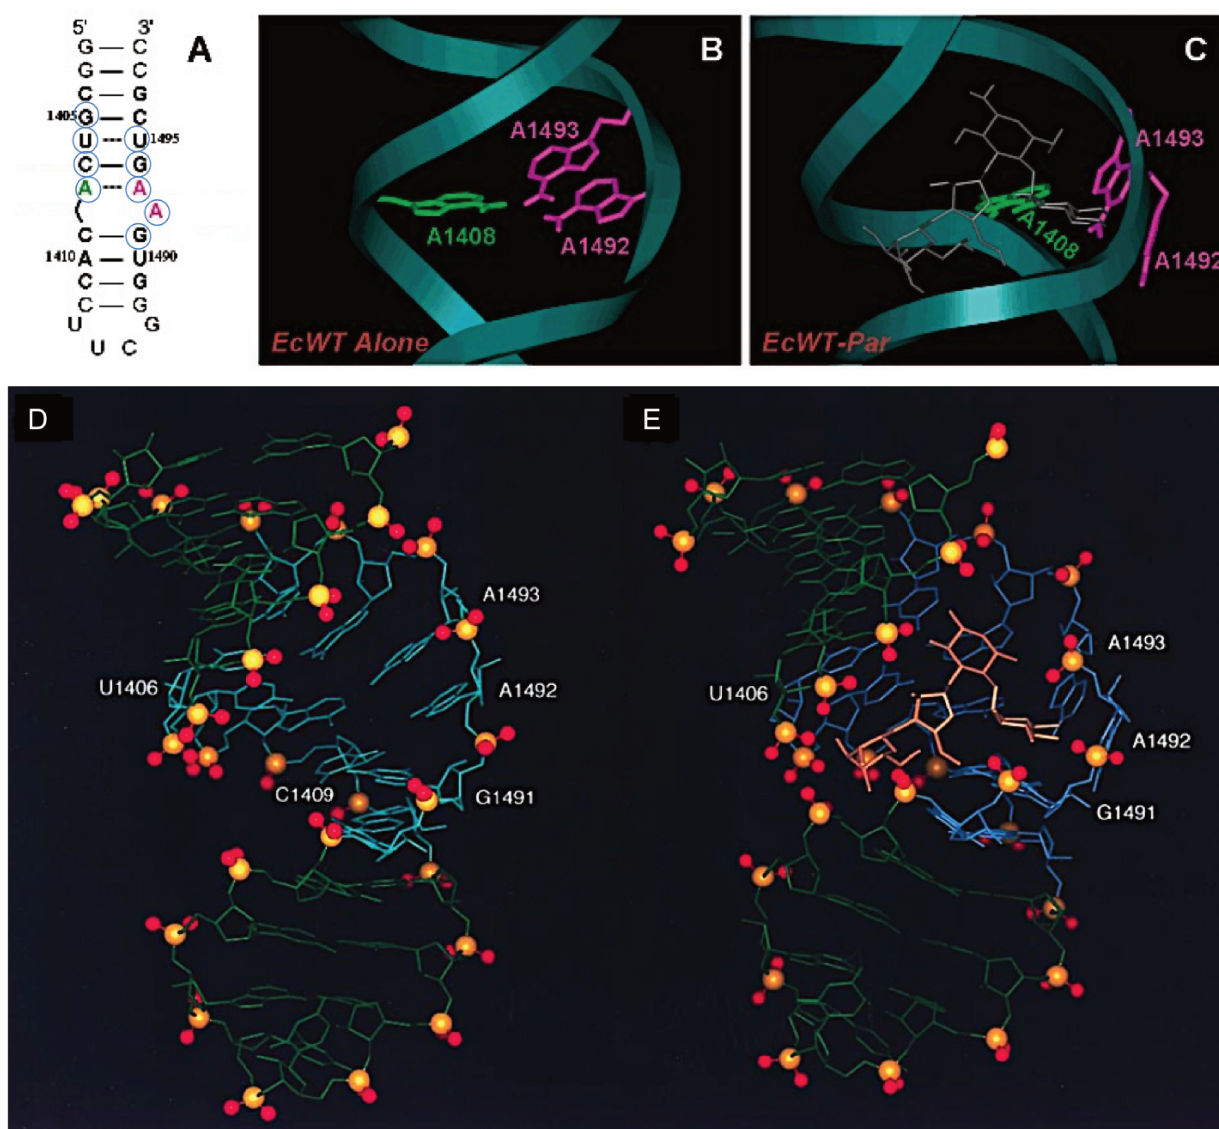 A
5' 3'
G — C
G — C
C — G
1405 G — C
U --- U 1495
C — G
A --- A
A
C — G
1410 A — U 1490
C — G
C — G
U G
U C
B
A1493
A1408
A1492
EcWT Alone
C
A1493
A1408
A1492
EcWT-Par
D
A1493
U1406
A1492
C1409
G1491
E
A1493
U1406
A1492
G1491